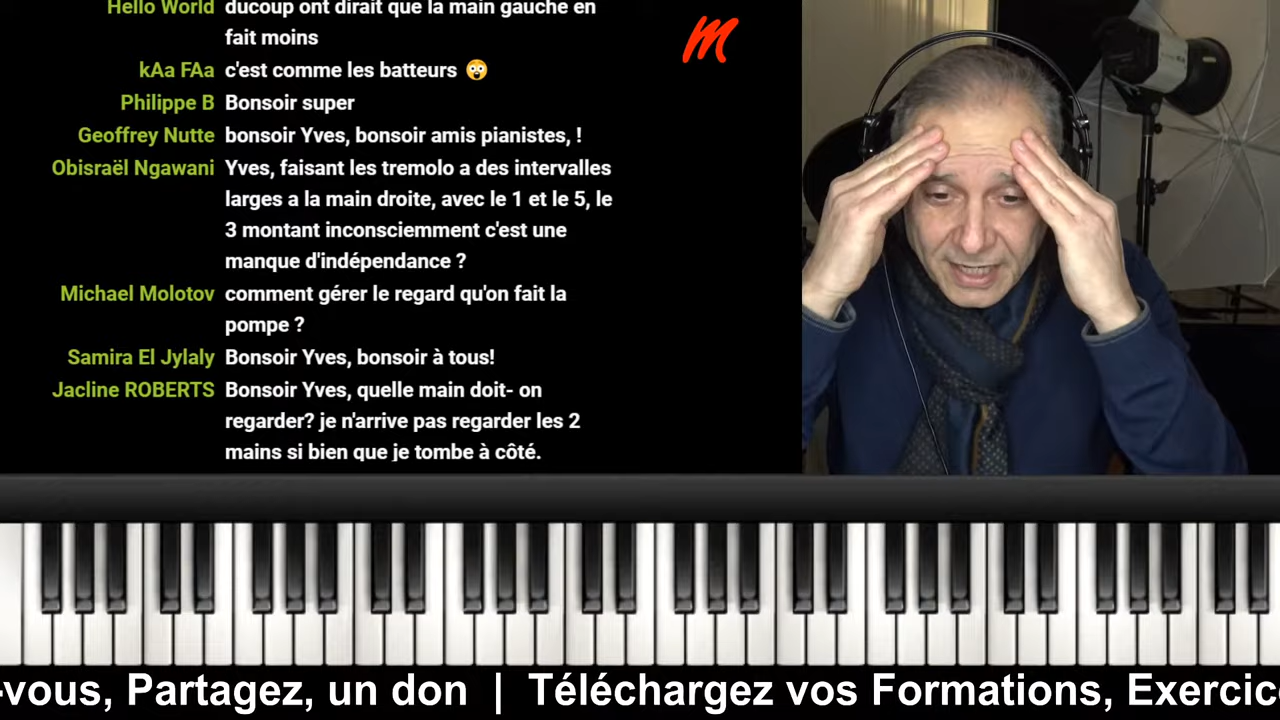 Hello World ducoup ont dirait que la main gauche en
fait moins
kAa FAa c'est comme les batteurs 😲
Philippe B Bonsoir super
Geoffrey Nutte bonsoir Yves, bonsoir amis pianistes, !
Obisraël Ngawani Yves, faisant les tremolo a des intervalles
larges a la main droite, avec le 1 et le 5, le
3 montant inconsciemment c'est une
manque d'indépendance ?
Michael Molotov comment gérer le regard qu'on fait la
pompe ?
Samira El Jylaly Bonsoir Yves, bonsoir à tous!
Jacline ROBERTS Bonsoir Yves, quelle main doit- on
regarder? je n'arrive pas regarder les 2
mains si bien que je tombe à côté.
m
-vous, Partagez, un don | Téléchargez vos Formations, Exercic